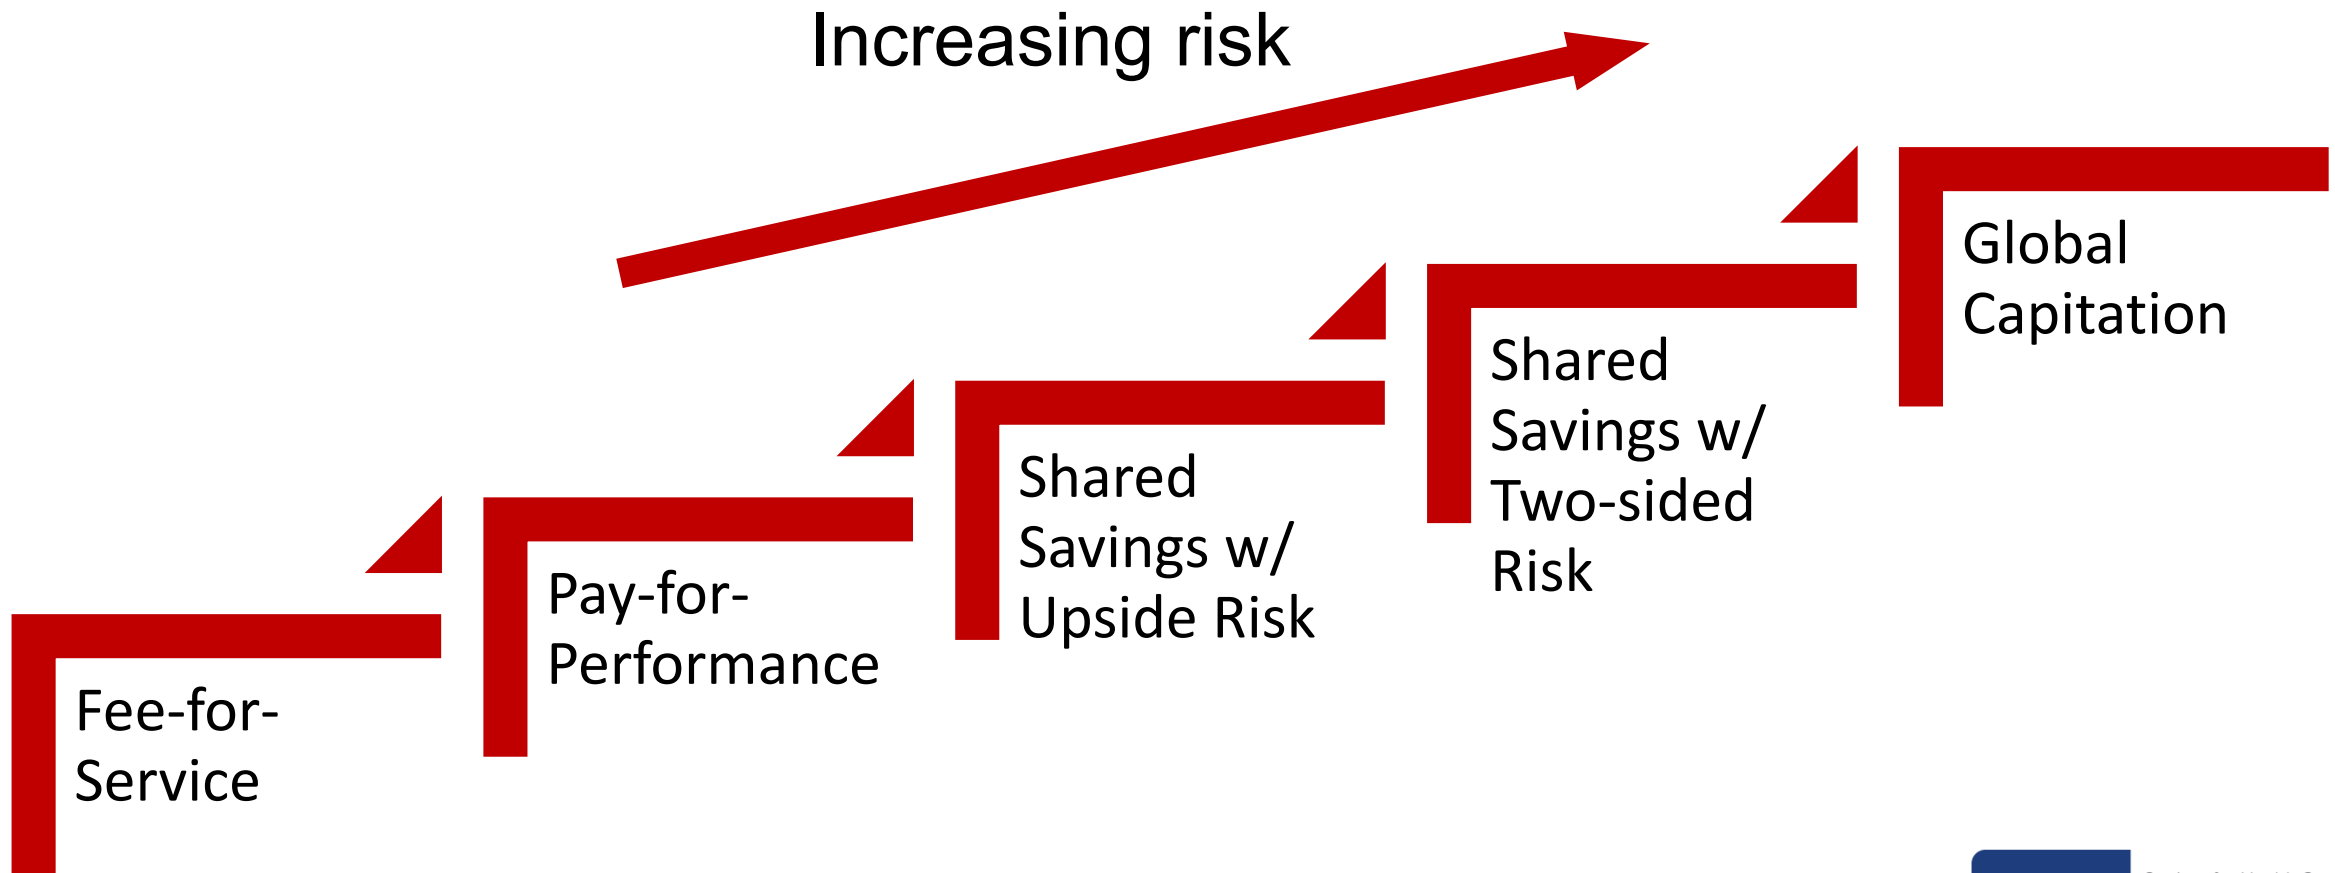 Increasing risk
Fee-for-
Service
Pay-for-
Performance
Shared
Savings w/
Upside Risk
Shared
Savings w/
Two-sided
Risk
Global
Capitation